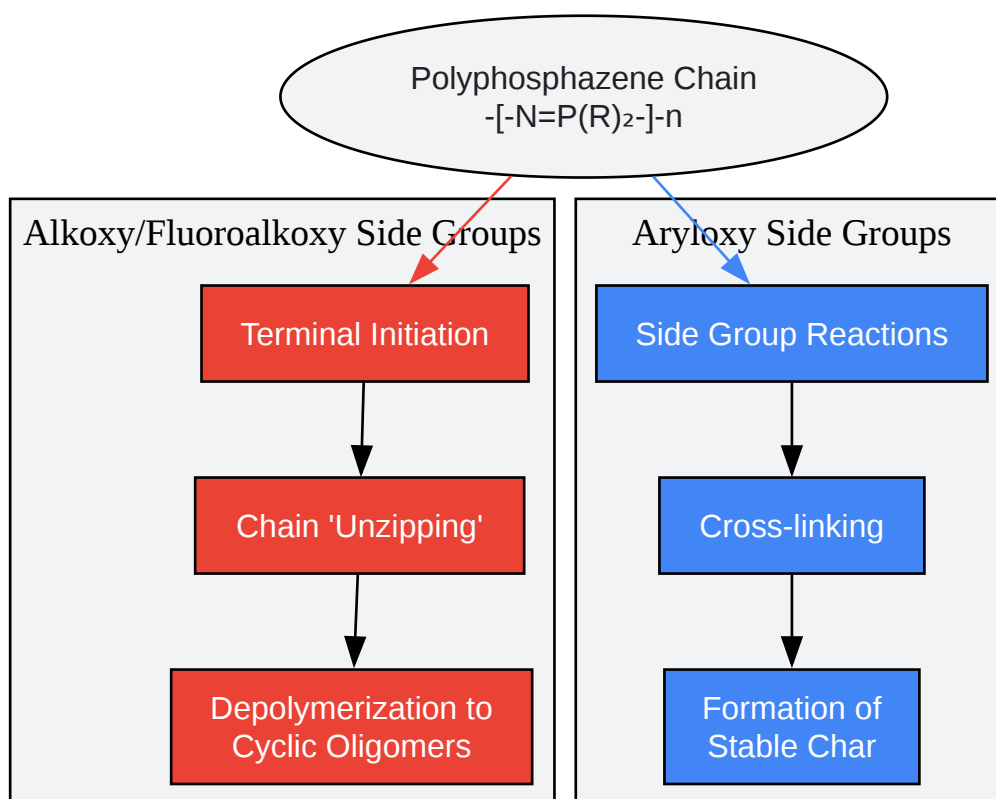 Polyphosphazene Chain
-[-N=P(R)₂-]-n
Alkoxy/Fluoroalkoxy Side Groups
Terminal Initiation
Chain 'Unzipping'
Depolymerization to
Cyclic Oligomers
Aryloxy Side Groups
Side Group Reactions
Cross-linking
Formation of
Stable Char